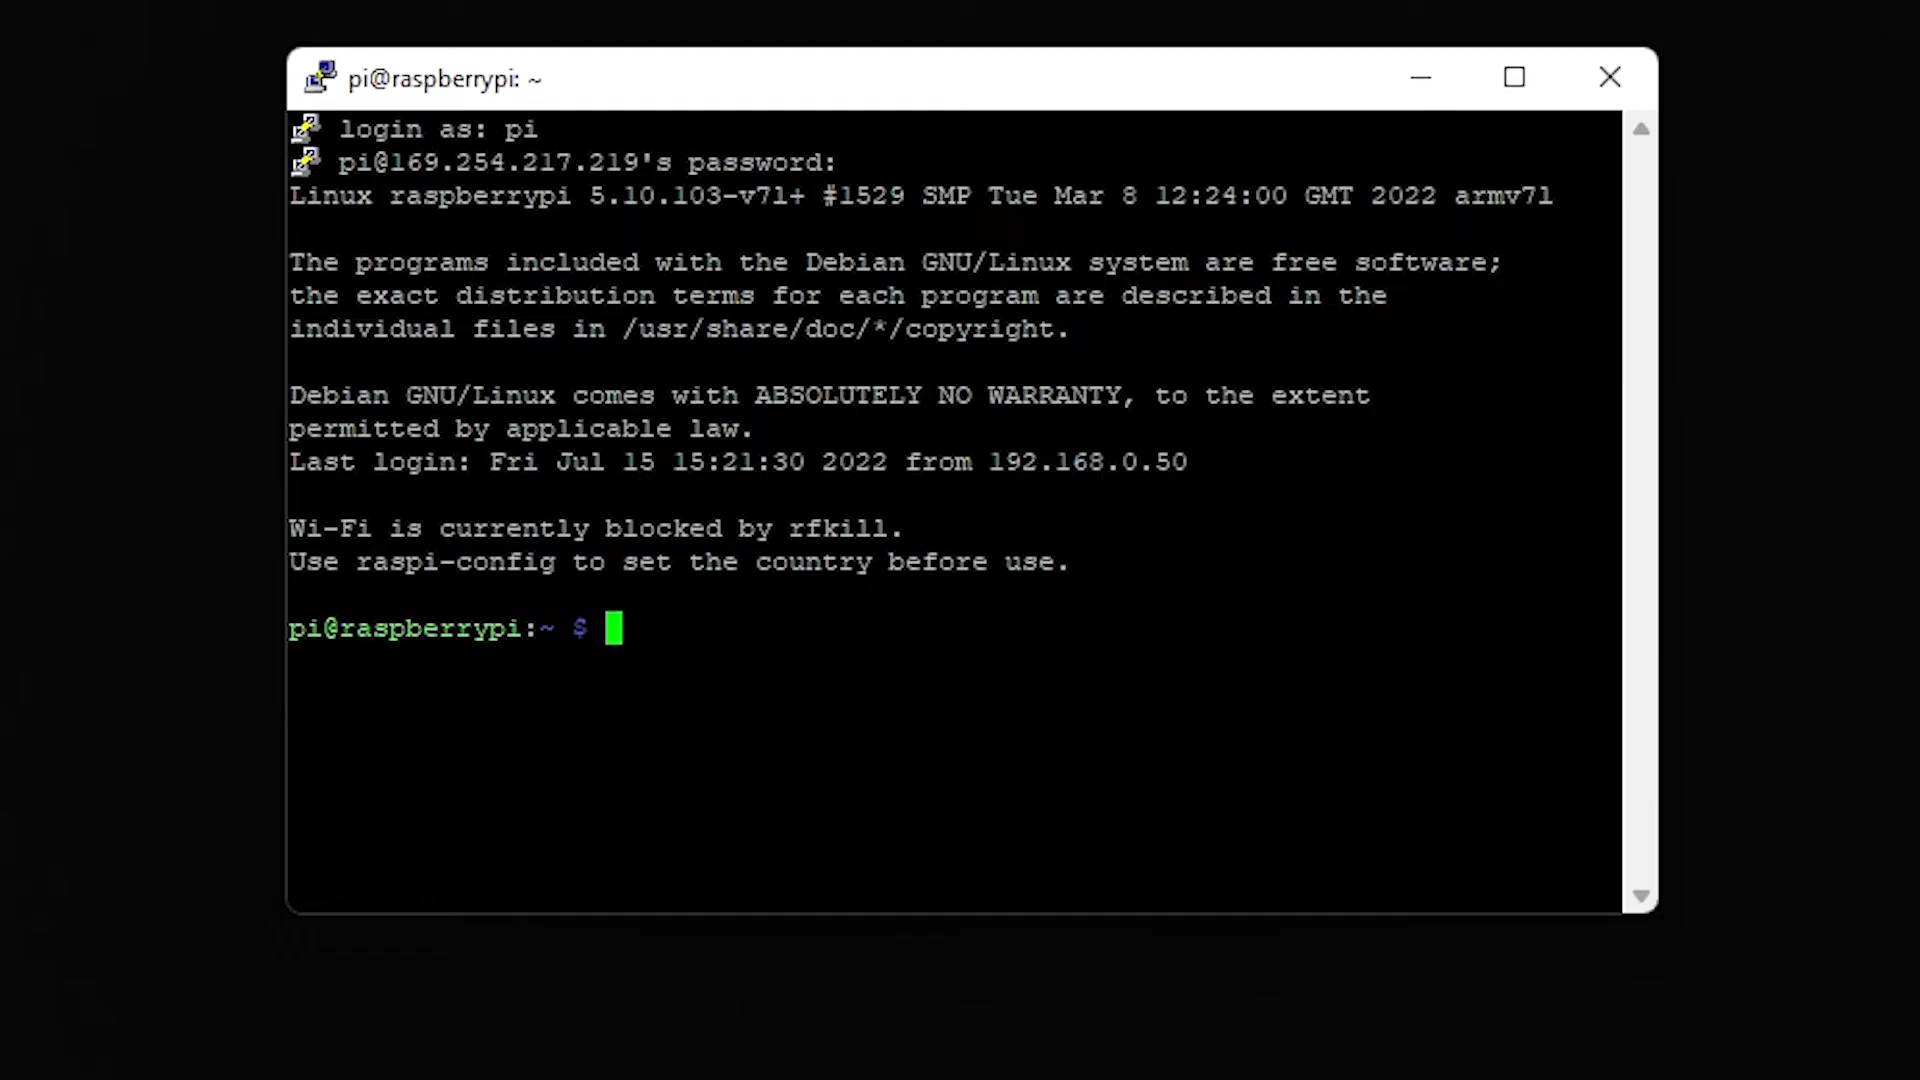 pi@raspberrypi: ~
login as: pi
pi@169.254.217.219's password:
Linux raspberrypi 5.10.103-v7l+ #1529 SMP Tue Mar 8 12:24:00 GMT 2022 armv7l
The programs included with the Debian GNU/Linux system are free software;
the exact distribution terms for each program are described in the
individual files in /usr/share/doc/*/copyright.
Debian GNU/Linux comes with ABSOLUTELY NO WARRANTY, to the extent
permitted by applicable law.
Last login: Fri Jul 15 15:21:30 2022 from 192.168.0.50
Wi-Fi is currently blocked by rfkill.
Use raspi-config to set the country before use.
pi@raspberrypi:~ $